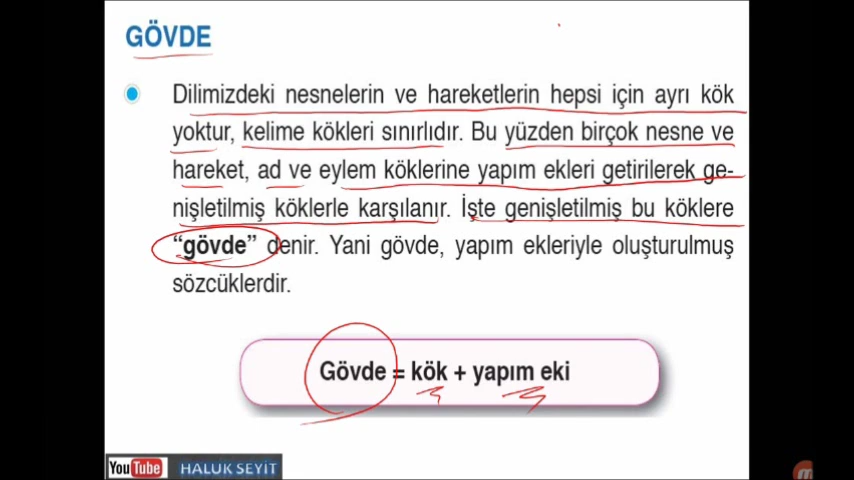 GÖVDE
Dilimizdeki nesnelerin ve hareketlerin hepsi için ayrı kök
yoktur, kelime kökleri sınırlıdır. Bu yüzden birçok nesne ve
hareket, ad ve eylem köklerine yapım ekleri getirilerek ge-
nişletilmiş köklerle karşılanır. İşte genişletilmiş bu köklere
“gövde” denir. Yani gövde, yapım ekleriyle oluşturulmuş
sözcüklerdir.
Gövde = kök + yapım eki
YouTube HALUK SEYİT